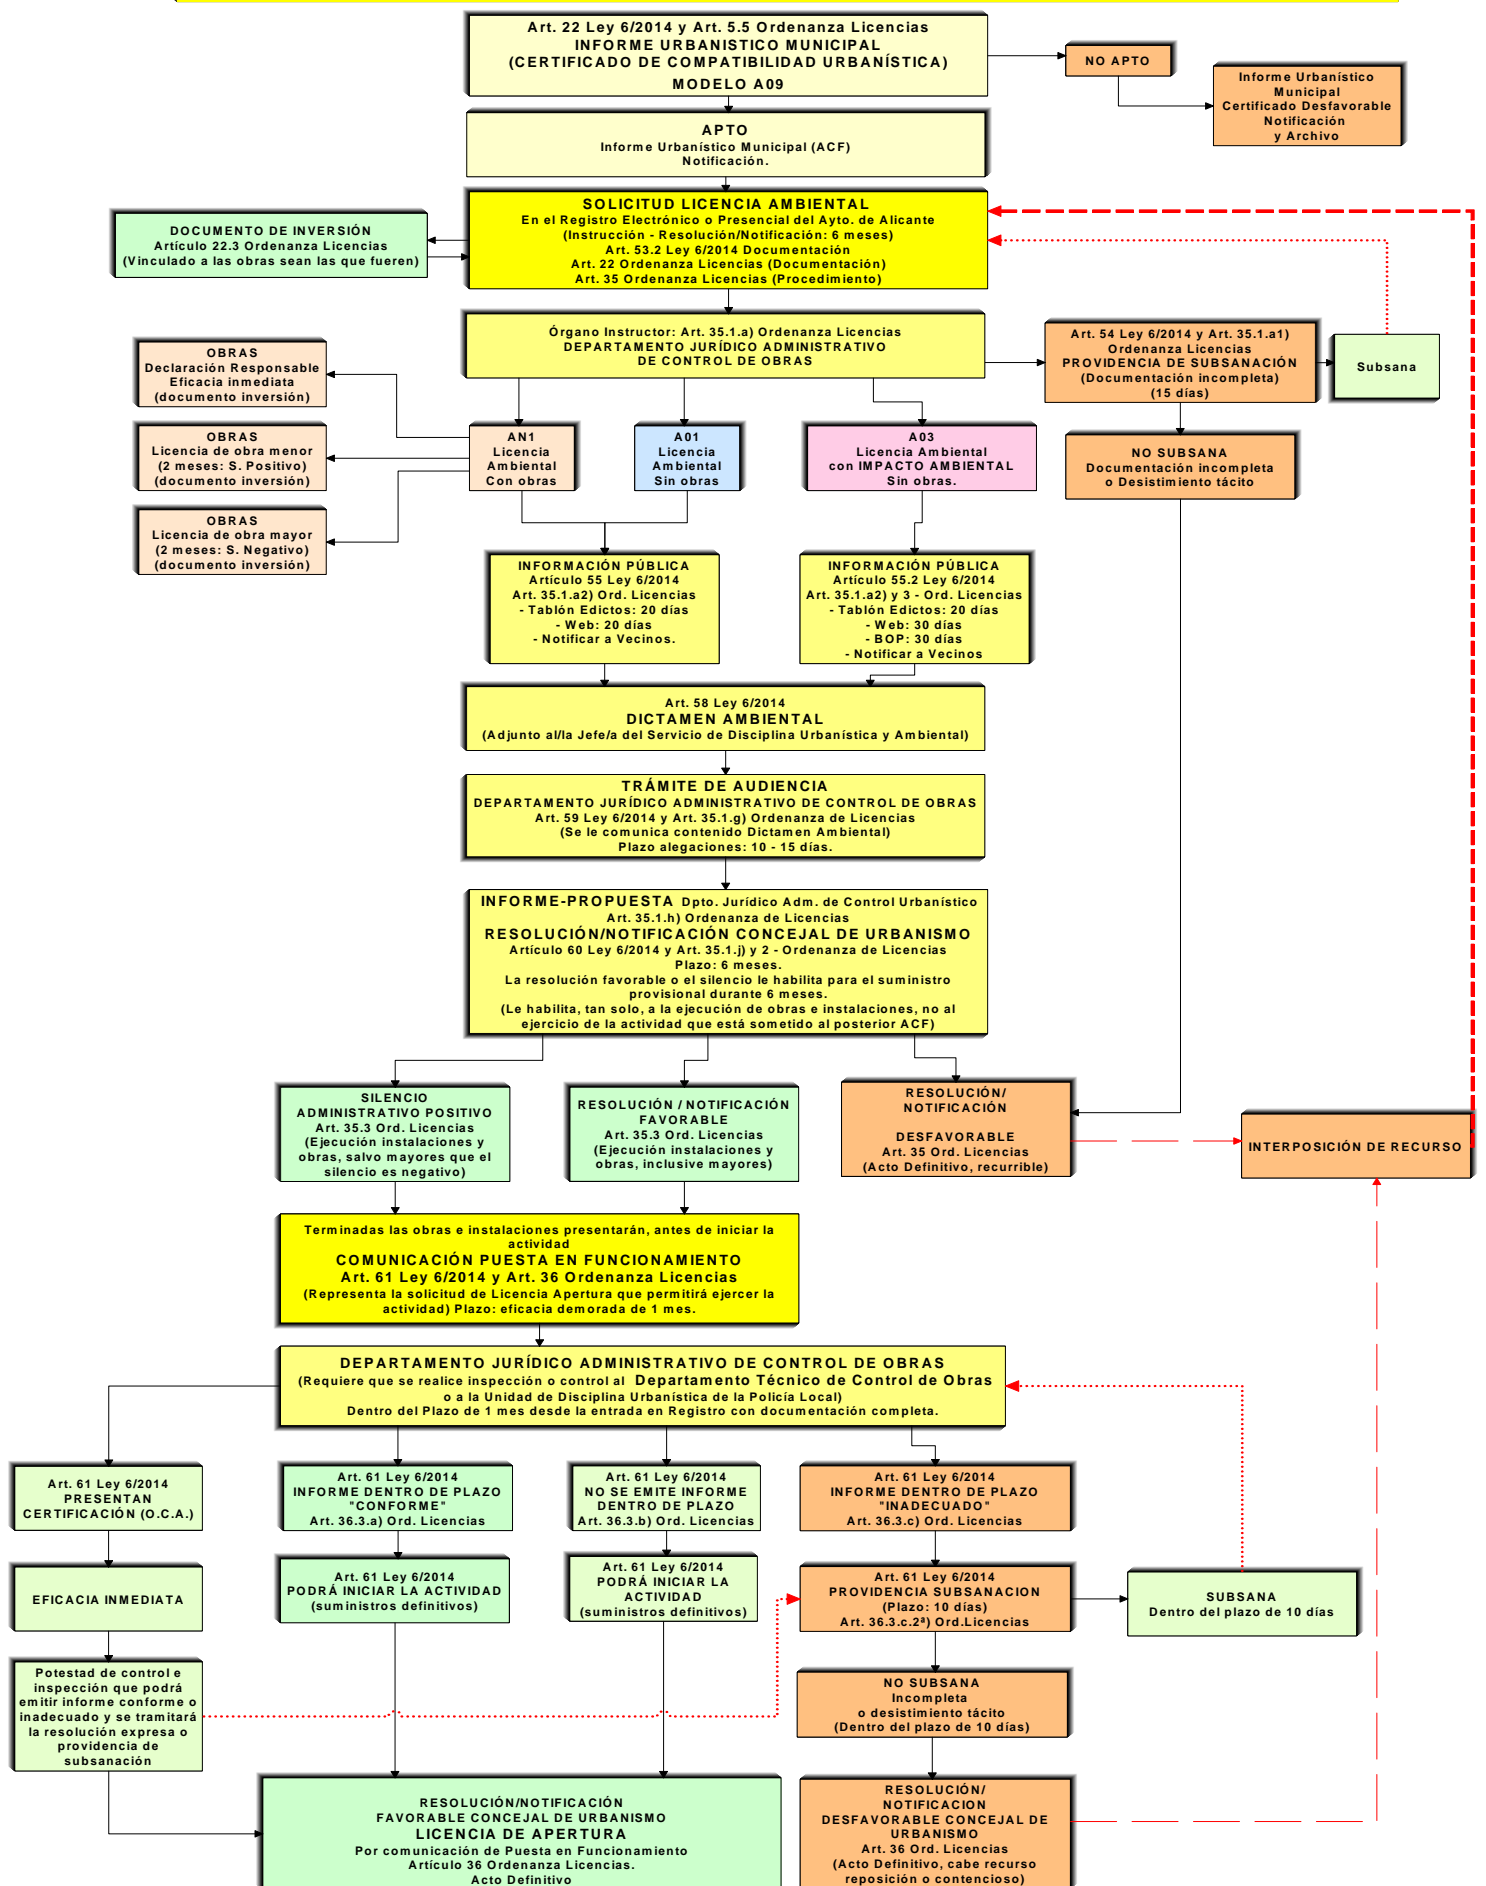 Art. 22 Ley 6/2014 y Art. 5.5 Ordenanza Licencias
INFORME URBANISTICO MUNICIPAL
(CERTIFICADO DE COMPATIBILIDAD URBANÍSTICA)
MODELO A09
NO APTO
Informe Urbanístico
Municipal
Certificado Desfavorable
Notificación
y Archivo
APTO
Informe Urbanístico Municipal (ACF)
Notificación.
SOLICITUD LICENCIA AMBIENTAL
En el Registro Electrónico o Presencial del Ayto. de Alicante
(Instrucción - Resolución/Notificación: 6 meses)
Art. 53.2 Ley 6/2014 Documentación
Art. 22 Ordenanza Licencias (Documentación)
Art. 35 Ordenanza Licencias (Procedimiento)
DOCUMENTO DE INVERSIÓN
Artículo 22.3 Ordenanza Licencias
(Vinculado a las obras sean las que fueren)
Órgano Instructor: Art. 35.1.a) Ordenanza Licencias
DEPARTAMENTO JURÍDICO ADMINISTRATIVO
DE CONTROL DE OBRAS
Art. 54 Ley 6/2014 y Art. 35.1.a1)
Ordenanza Licencias
PROVIDENCIA DE SUBSANACIÓN
(Documentación incompleta)
(15 días)
Subsana
OBRAS
Declaración Responsable
Eficacia inmediata
(documento inversión)
OBRAS
Licencia de obra menor
(2 meses: S. Positivo)
(documento inversión)
OBRAS
Licencia de obra mayor
(2 meses: S. Negativo)
(documento inversión)
AN1
Licencia
Ambiental
Con obras
A01
Licencia
Ambiental
Sin obras
A03
Licencia Ambiental
con IMPACTO AMBIENTAL
Sin obras.
NO SUBSANA
Documentación incompleta
o Desistimiento tácito
INFORMACIÓN PÚBLICA
Artículo 55 Ley 6/2014
Art. 35.1.a2) Ord. Licencias
- Tablón Edictos: 20 días
- Web: 20 días
- Notificar a Vecinos.
INFORMACIÓN PÚBLICA
Artículo 55.2 Ley 6/2014
Art. 35.1.a2) y 3 - Ord. Licencias
- Tablón Edictos: 20 días
- Web: 30 días
- BOP: 30 días
- Notificar a Vecinos
Art. 58 Ley 6/2014
DICTAMEN AMBIENTAL
(Adjunto al/la Jefe/a del Servicio de Disciplina Urbanística y Ambiental)
TRÁMITE DE AUDIENCIA
DEPARTAMENTO JURÍDICO ADMINISTRATIVO DE CONTROL DE OBRAS
Art. 59 Ley 6/2014 y Art. 35.1.g) Ordenanza de Licencias
(Se le comunica contenido Dictamen Ambiental)
Plazo alegaciones: 10 - 15 días.
INFORME-PROPUESTA Dpto. Jurídico Adm. de Control Urbanístico
Art. 35.1.h) Ordenanza de Licencias
RESOLUCIÓN/NOTIFICACIÓN CONCEJAL DE URBANISMO
Artículo 60 Ley 6/2014 y Art. 35.1.j) y 2 - Ordenanza de Licencias
Plazo: 6 meses.
La resolución favorable o el silencio le habilita para el suministro
provisional durante 6 meses.
(Le habilita, tan solo, a la ejecución de obras e instalaciones, no al
ejercicio de la actividad que está sometido al posterior ACF)
SILENCIO
ADMINISTRATIVO POSITIVO
Art. 35.3 Ord. Licencias
(Ejecución instalaciones y
obras, salvo mayores que el
silencio es negativo)
RESOLUCIÓN / NOTIFICACIÓN
FAVORABLE
Art. 35.3 Ord. Licencias
(Ejecución instalaciones y
obras, inclusive mayores)
RESOLUCIÓN/
NOTIFICACIÓN
DESFAVORABLE
Art. 35 Ord. Licencias
(Acto Definitivo, recurrible)
INTERPOSICIÓN DE RECURSO
Terminadas las obras e instalaciones presentarán, antes de iniciar la
actividad
COMUNICACIÓN PUESTA EN FUNCIONAMIENTO
Art. 61 Ley 6/2014 y Art. 36 Ordenanza Licencias
(Representa la solicitud de Licencia Apertura que permitirá ejercer la
actividad) Plazo: eficacia demorada de 1 mes.
DEPARTAMENTO JURÍDICO ADMINISTRATIVO DE CONTROL DE OBRAS
(Requiere que se realice inspección o control al Departamento Técnico de Control de Obras
o a la Unidad de Disciplina Urbanística de la Policía Local)
Dentro del Plazo de 1 mes desde la entrada en Registro con documentación completa.
Art. 61 Ley 6/2014
PRESENTAN
CERTIFICACIÓN (O.C.A.)
Art. 61 Ley 6/2014
INFORME DENTRO DE PLAZO
"CONFORME"
Art. 36.3.a) Ord. Licencias
Art. 61 Ley 6/2014
NO SE EMITE INFORME
DENTRO DE PLAZO
Art. 36.3.b) Ord. Licencias
Art. 61 Ley 6/2014
INFORME DENTRO DE PLAZO
"INADECUADO"
Art. 36.3.c) Ord. Licencias
EFICACIA INMEDIATA
Art. 61 Ley 6/2014
PODRÁ INICIAR LA ACTIVIDAD
(suministros definitivos)
Art. 61 Ley 6/2014
PODRÁ INICIAR LA
ACTIVIDAD
(suministros definitivos)
Art. 61 Ley 6/2014
PROVIDENCIA SUBSANACION
(Plazo: 10 días)
Art. 36.3.c.2ª) Ord.Licencias
SUBSANA
Dentro del plazo de 10 días
Potestad de control e
inspección que podrá
emitir informe conforme o
inadecuado y se tramitará
la resolución expresa o
providencia de
subsanación
NO SUBSANA
Incompleta
o desistimiento tácito
(Dentro del plazo de 10 días)
RESOLUCIÓN/NOTIFICACIÓN
FAVORABLE CONCEJAL DE URBANISMO
LICENCIA DE APERTURA
Por comunicación de Puesta en Funcionamiento
Artículo 36 Ordenanza Licencias.
Acto Definitivo
RESOLUCIÓN/
NOTIFICACION
DESFAVORABLE CONCEJAL DE
URBANISMO
Art. 36 Ord. Licencias
(Acto Definitivo, cabe recurso
reposición o contencioso)